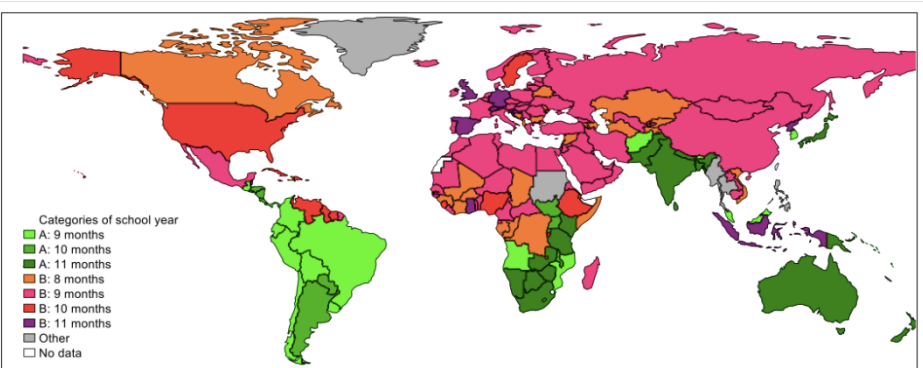 Categories of school year
A: 9 months
A: 10 months
A: 11 months
B: 8 months
B: 9 months
B: 10 months
B: 11 months
Other
No data